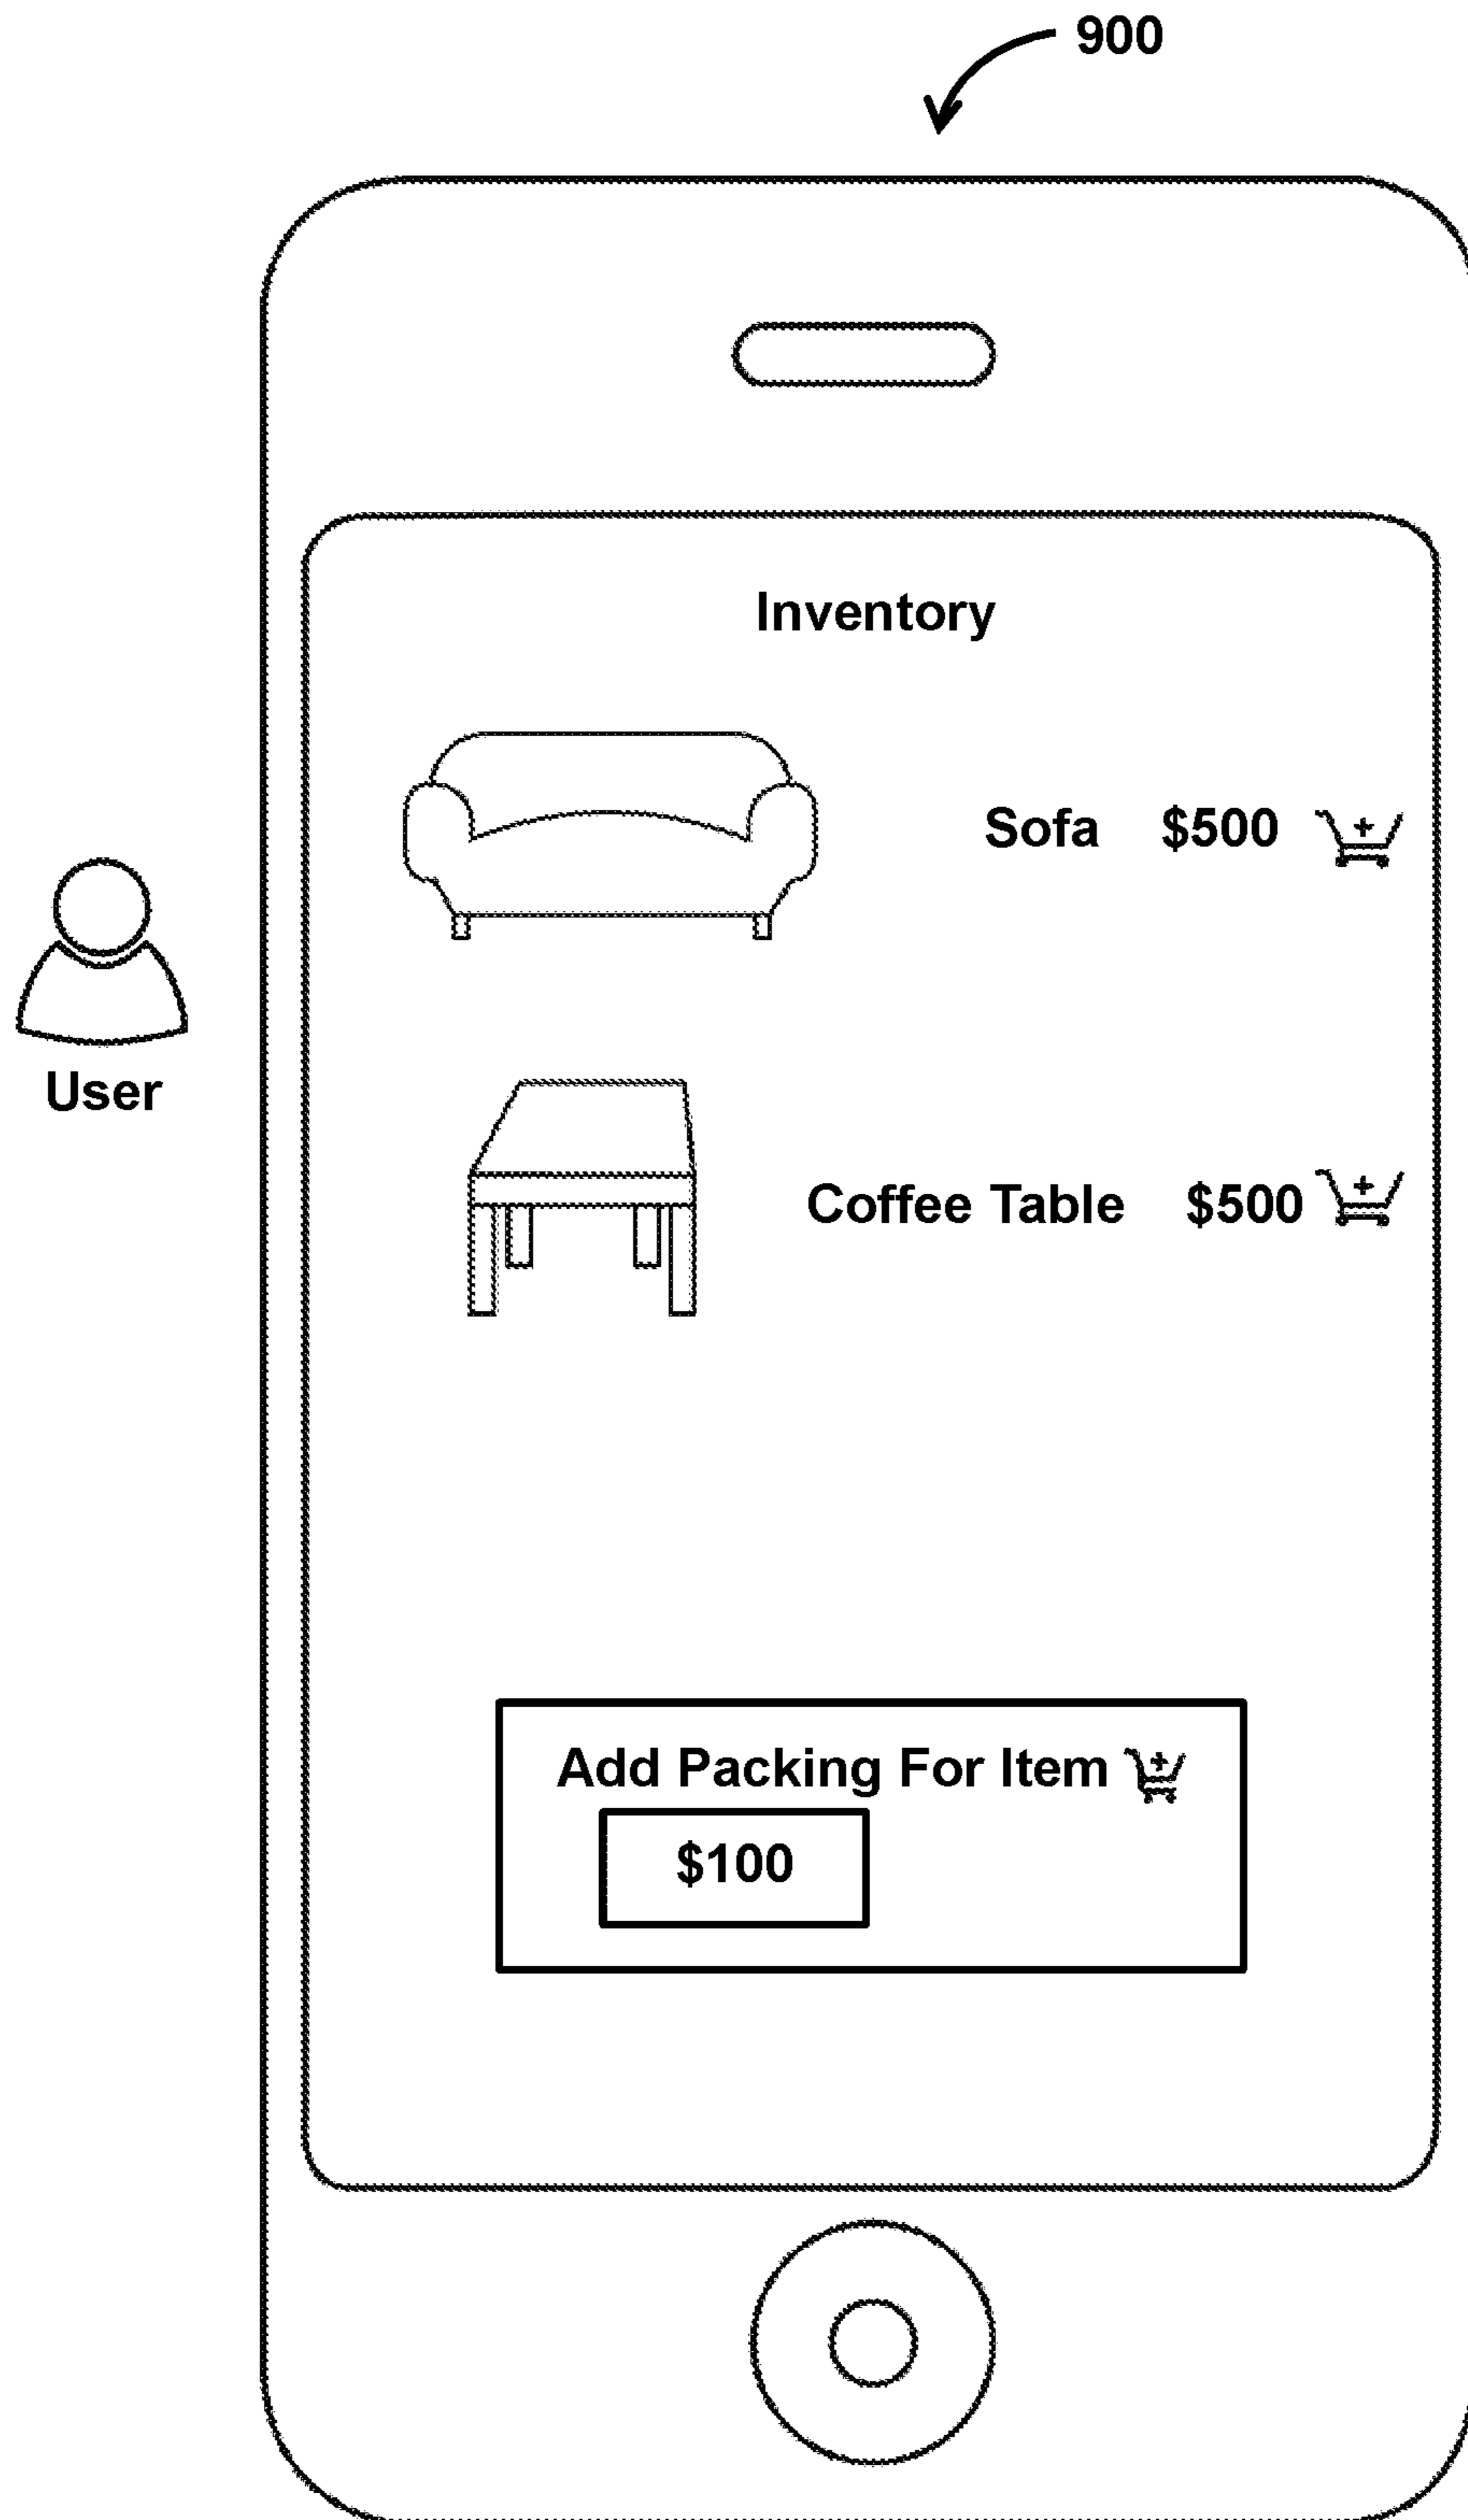 900
Inventory
Sofa $500
User
Coffee Table $500
Add Packing For Item
$100